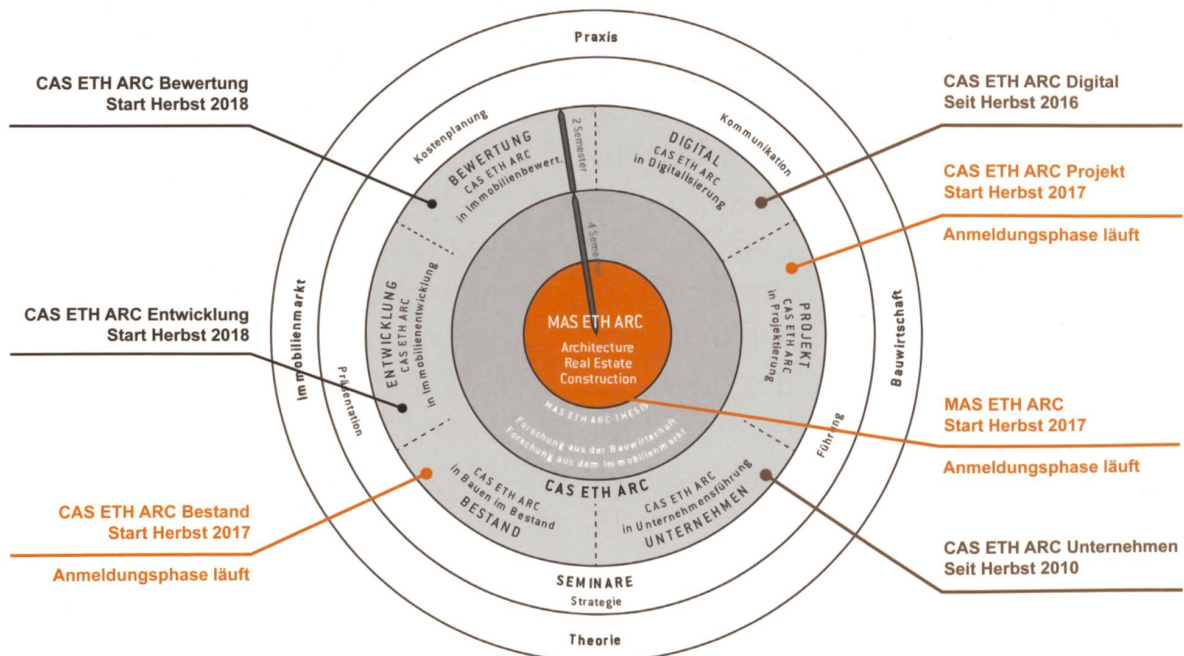 Praxis
CAS ETH ARC Bewertung
Start Herbst 2018
CAS ETH ARC Digital
Seit Herbst 2016
Kostenplanung
Kommunikation
2 Semester
BEWERTUNG
CAS ETH ARC
in Immobilienbewert.
DIGITAL
CAS ETH ARC
in Digitalisierung
CAS ETH ARC Projekt
Start Herbst 2017
Anmeldungsphase läuft
4 Semester
CAS ETH ARC Entwicklung
Start Herbst 2018
Immobilienmarkt
Präsentation
ENTWICKLUNG
CAS ETH ARC
in Immobilienentwicklung
MAS ETH ARC
Architecture
Real Estate
Construction
PROJEKT
CAS ETH ARC
in Projektierung
Bauwirtschaft
Führung
MAS ETH ARC THESIS
Forschung aus der Bauwirtschaft
Forschung aus dem Immobilienmarkt
MAS ETH ARC
Start Herbst 2017
Anmeldungsphase läuft
CAS ETH ARC
CAS ETH ARC
in Bauen im Bestand
BESTAND
CAS ETH ARC
in Unternehmensführung
UNTERNEHMEN
CAS ETH ARC Bestand
Start Herbst 2017
Anmeldungsphase läuft
CAS ETH ARC Unternehmen
Seit Herbst 2010
SEMINARE
Strategie
Theorie